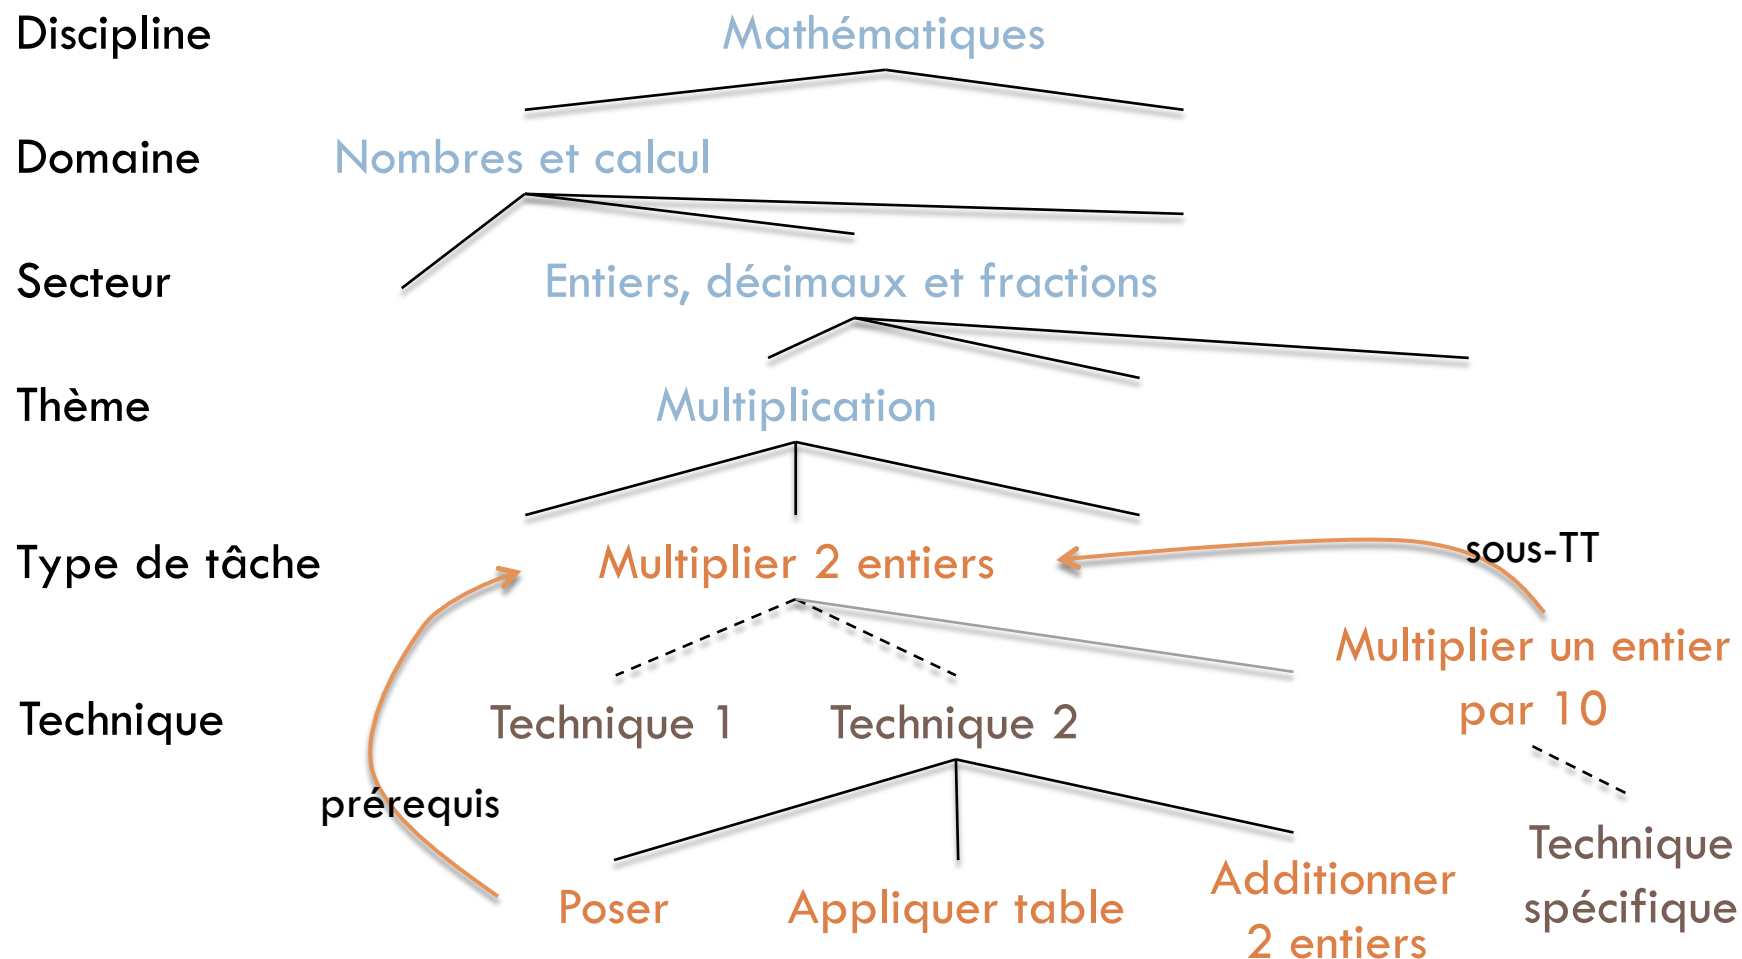 Discipline
Mathématiques
Domaine
Nombres et calcul
Secteur
Entiers, décimaux et fractions
Thème
Multiplication
Type de tâche
Multiplier 2 entiers
sous-TT
Multiplier un entier
par 10
Technique
Technique 1
Technique 2
prérequis
Poser
Appliquer table
Additionner
2 entiers
Technique
spécifique